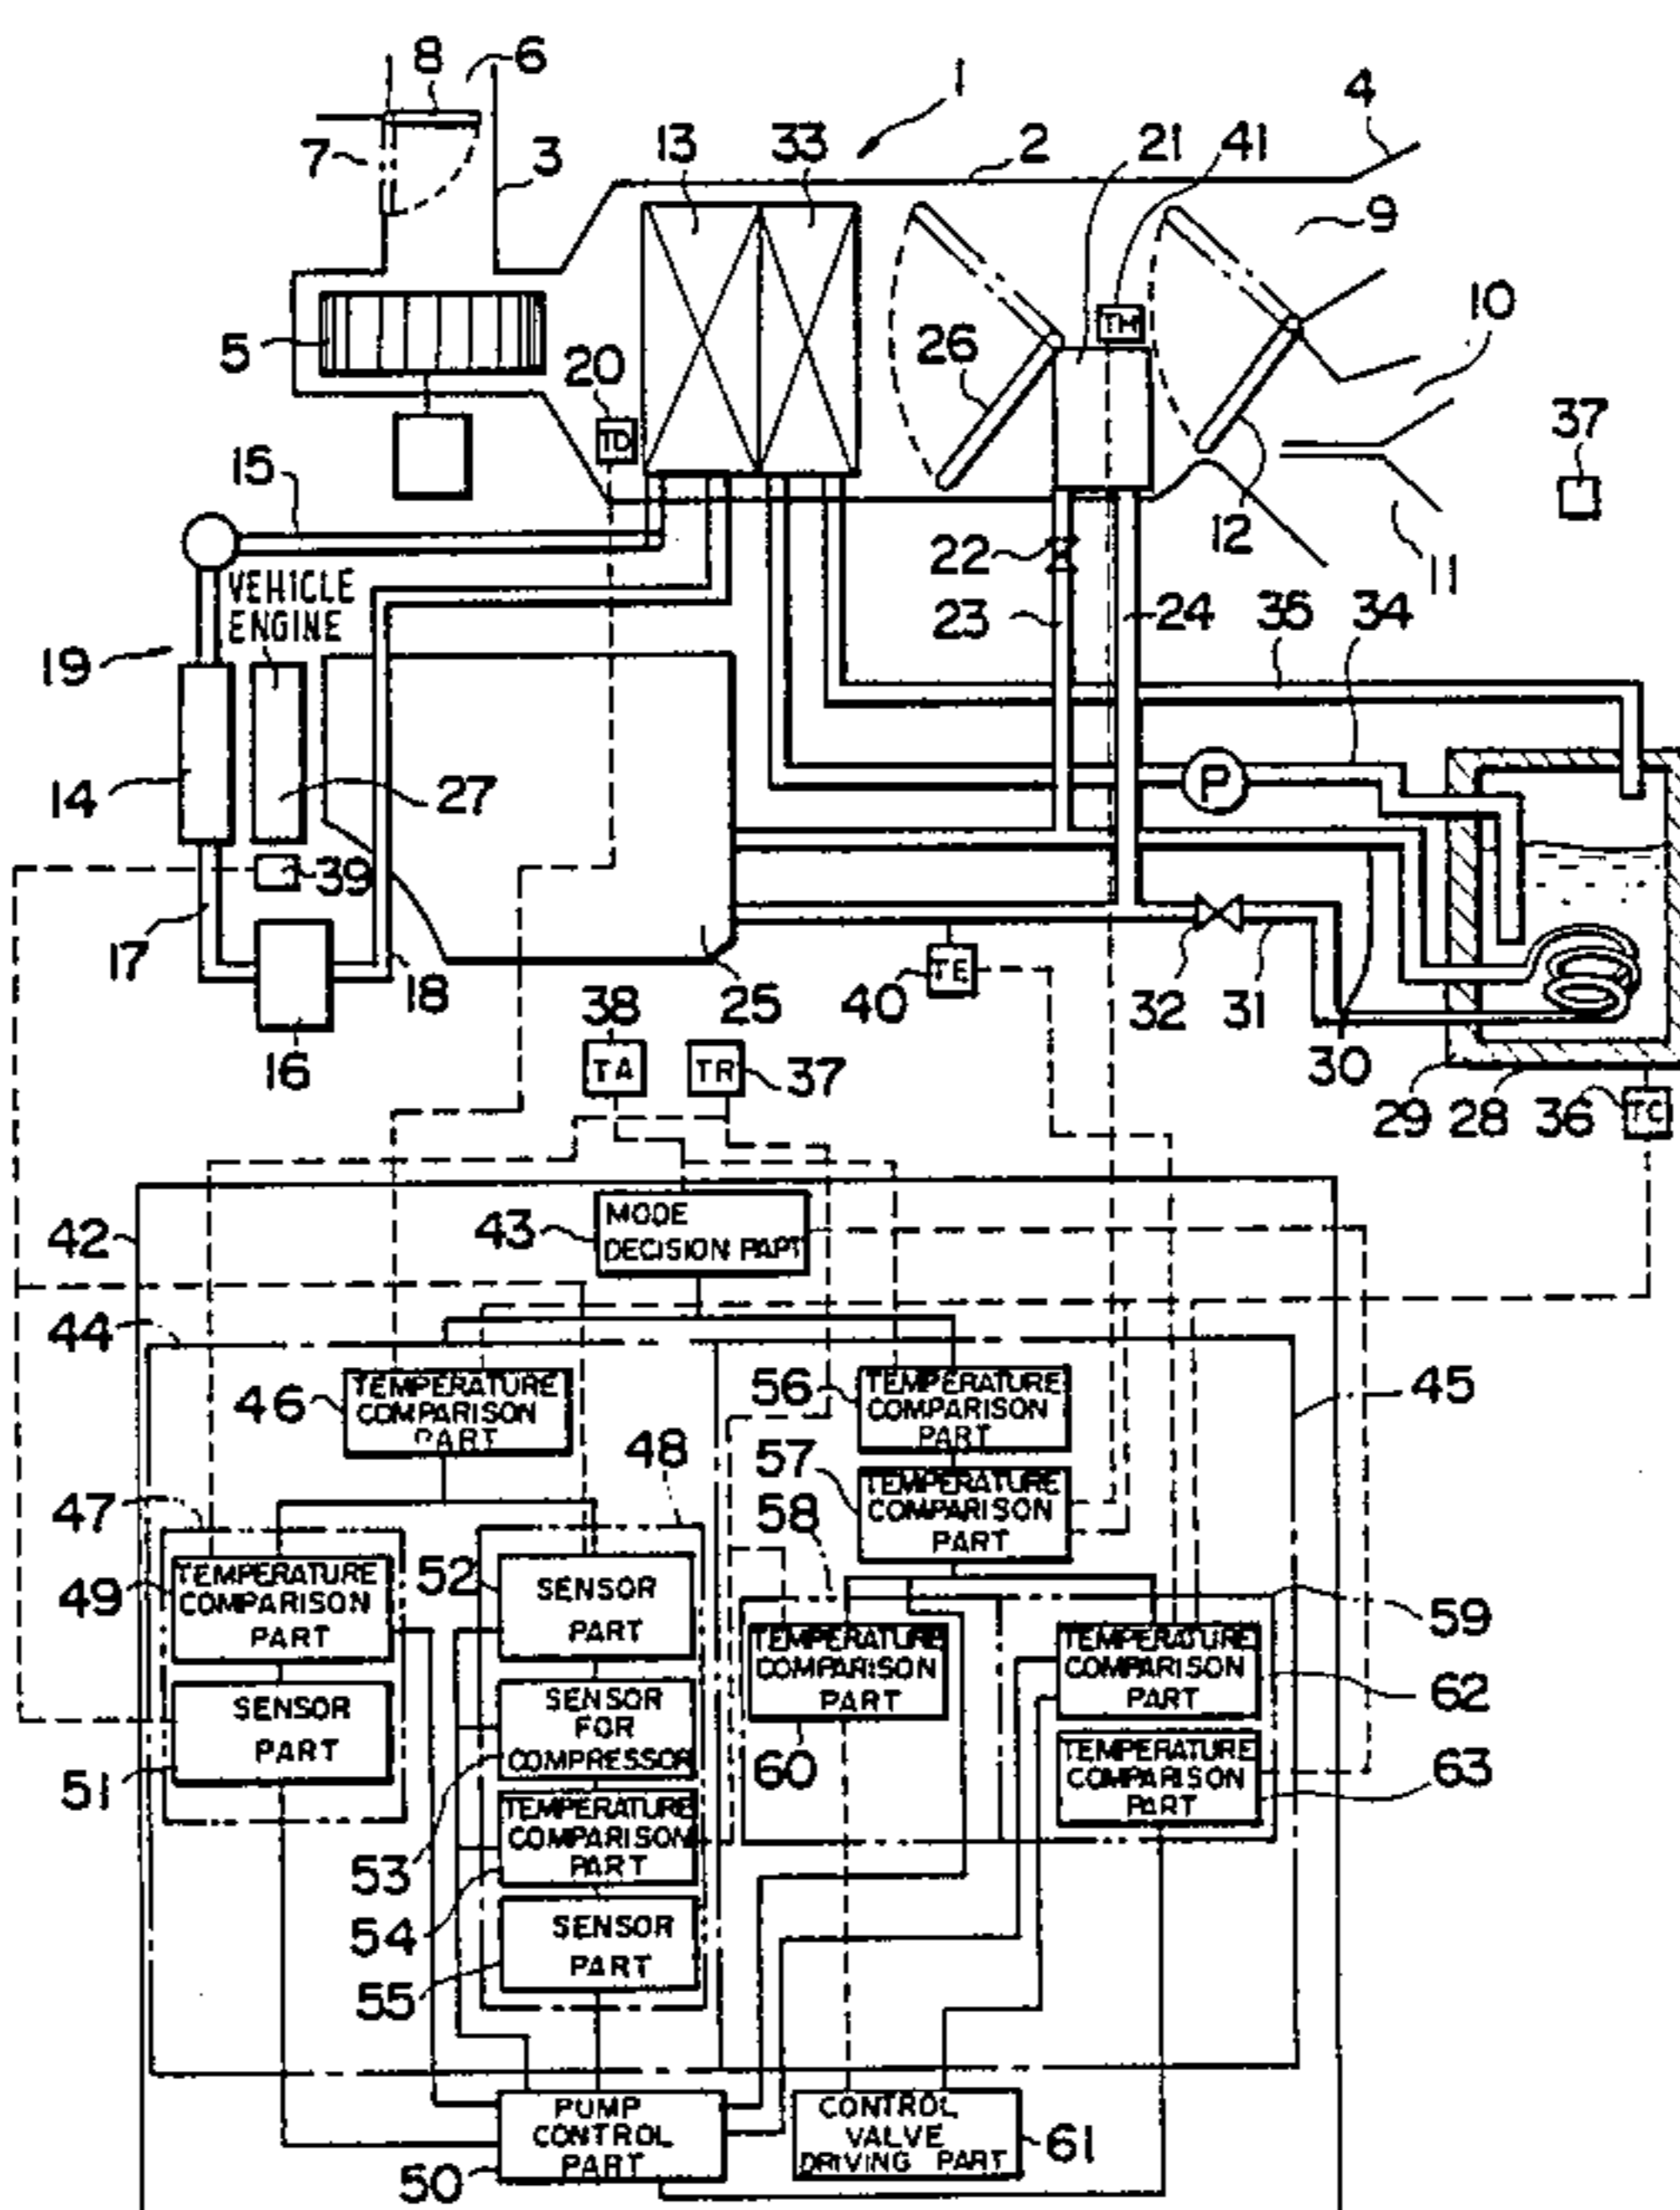 8 6 1 4
7 3 13 33 2 21 41
9
10
5 20 26 TH
TD 37
15
22 12 11
VEHICLE
ENGINE
23 24 35 34
19
14 27 P
39
17 18 25 40 TE 32 31
16 38 30
TA TR 37 29 28 36 TC
42 43 MODE
DECISION PAPT
44
46 TEMPERATURE
COMPARISON
PART
56 TEMPERATURE
COMPARISON
PART
45
48
57 TEMPERATURE
COMPARISON
PART
47 58
49 TEMPERATURE
COMPARISON
PART
52 SENSOR
PART
59
TEMPERATURE
COMPARISON
PART
60
TEMPERATURE
COMPARISON
PART
62
SENSOR
PART
51
SENSOR
FOR
COMPRESSOR
53
TEMPERATURE
COMPARISON
PART
63
TEMPERATURE
COMPARISON
PART
54
SENSOR
PART
55
PUMP
CONTROL
PART
50
CONTROL
VALVE
DRIVING PART
61